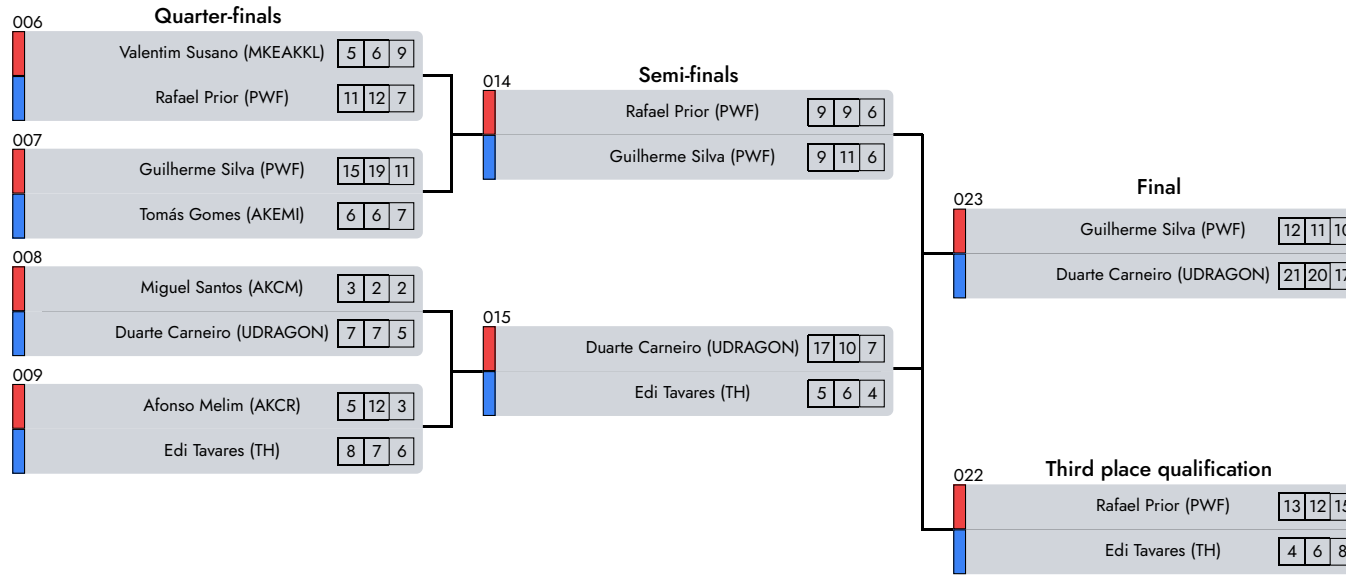 Quarter-finals
006
Valentim Susano (MKEAKKL) 5 6 9
Rafael Prior (PWF) 11 12 7
007
Guilherme Silva (PWF) 15 19 11
Tomás Gomes (AKEMI) 6 6 7
008
Miguel Santos (AKCM) 3 2 2
Duarte Carneiro (UDRAGON) 7 7 5
009
Afonso Melim (AKCR) 5 12 3
Edi Tavares (TH) 8 7 6
Semi-finals
014
Rafael Prior (PWF) 9 9 6
Guilherme Silva (PWF) 9 11 6
015
Duarte Carneiro (UDRAGON) 17 10 7
Edi Tavares (TH) 5 6 4
Final
023
Guilherme Silva (PWF) 12 11 10
Duarte Carneiro (UDRAGON) 21 20 17
Third place qualification
022
Rafael Prior (PWF) 13 12 15
Edi Tavares (TH) 4 6 8